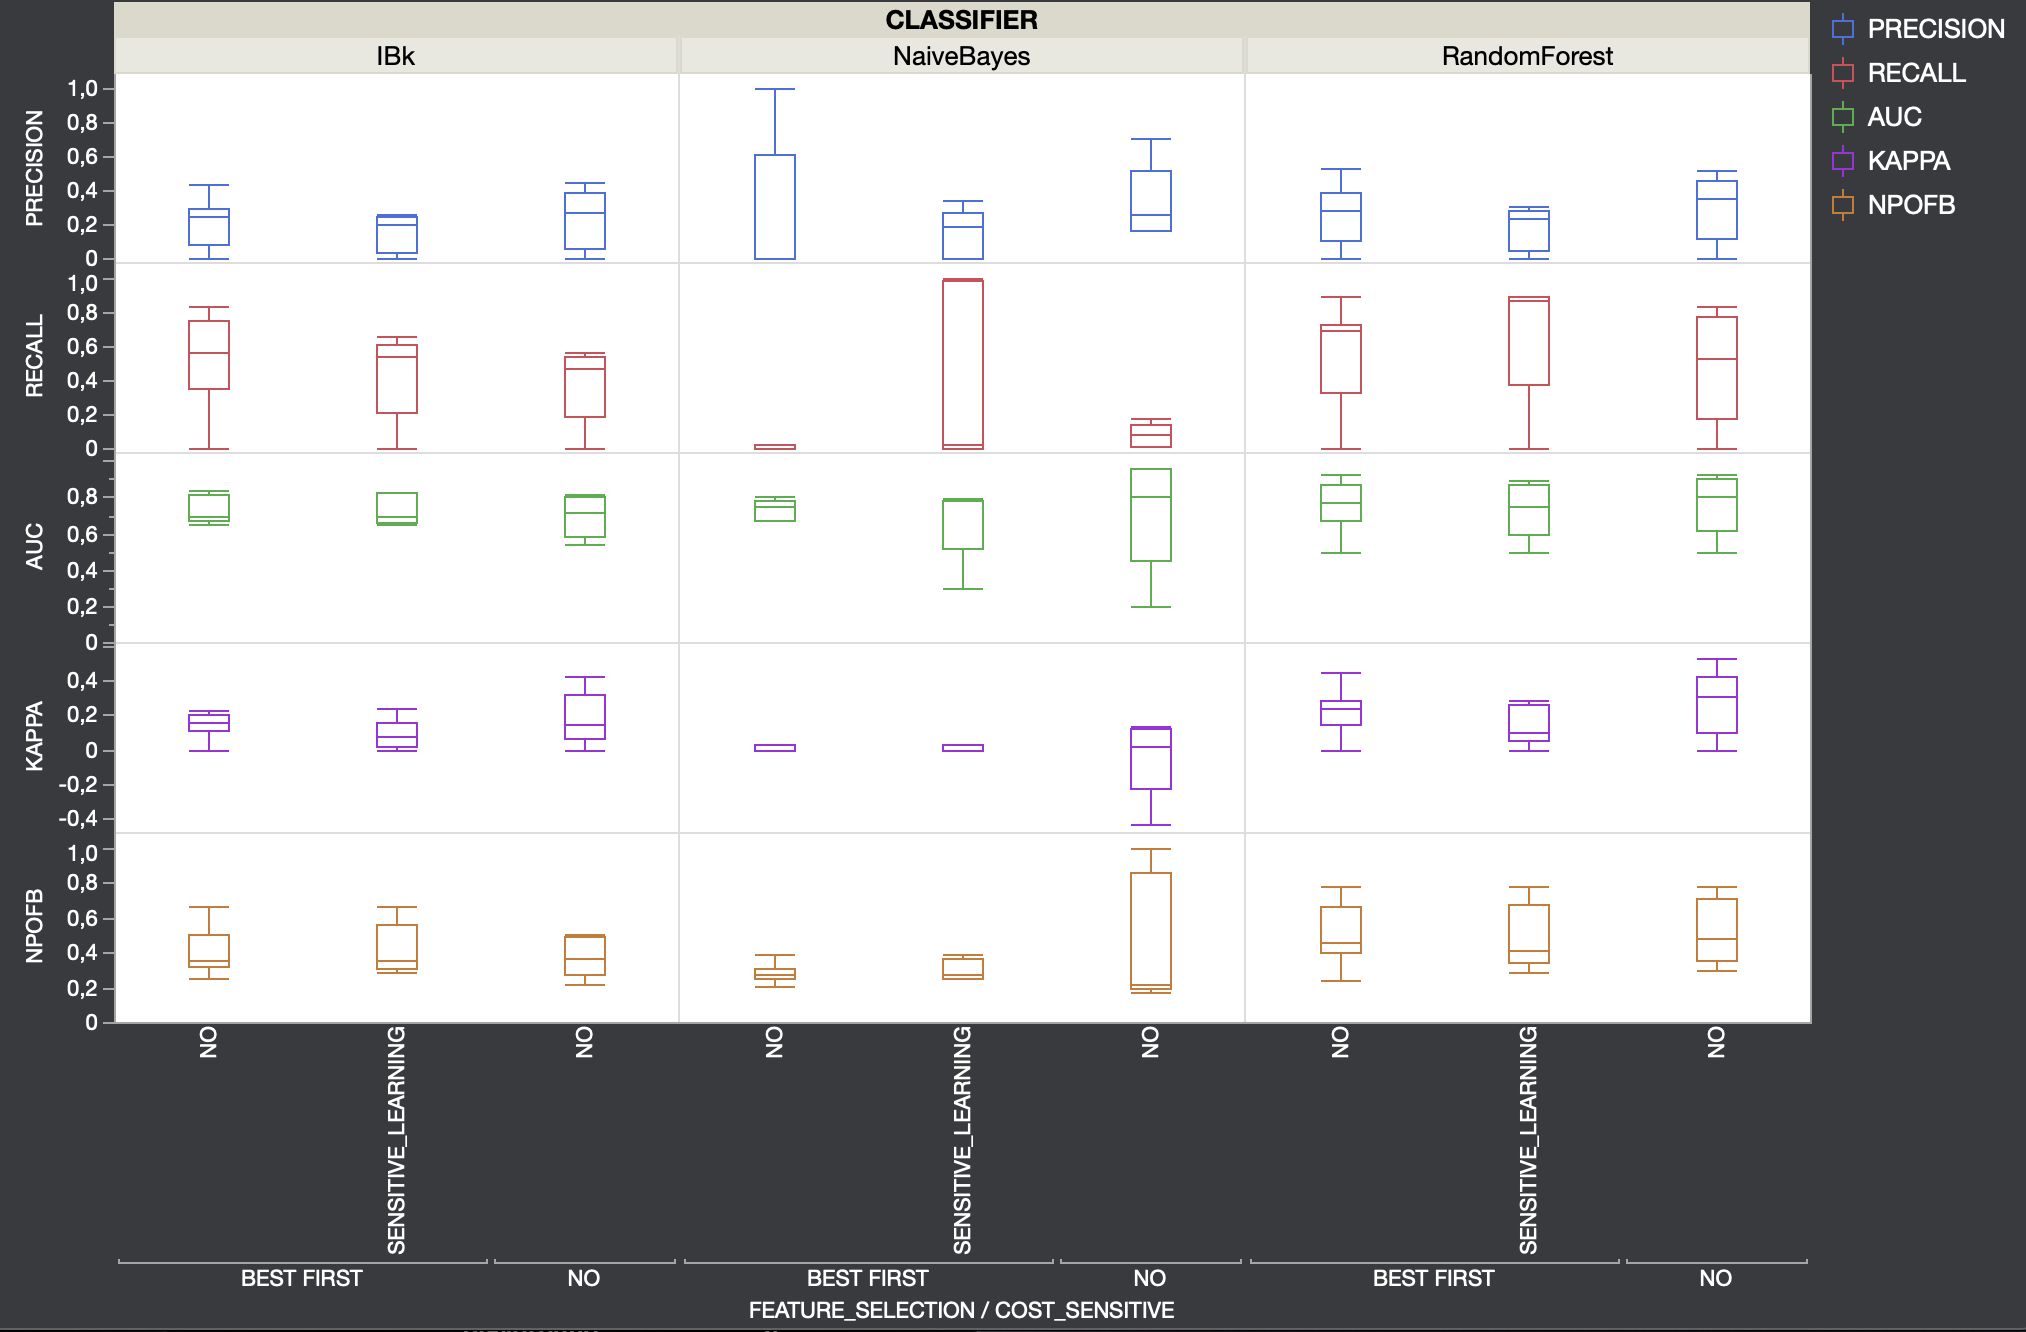 CLASSIFIER
IBk NaiveBayes RandomForest
PRECISION
RECALL
AUC
KAPPA
NPOFB
PRECISION
1,0
0,8
0,6
0,4
0,2
0
RECALL
1,0
0,8
0,6
0,4
0,2
0
AUC
0,8
0,6
0,4
0,2
0
KAPPA
0,4
0,2
0
-0,2
-0,4
NPOFB
1,0
0,8
0,6
0,4
0,2
0
NO SENSITIVE_LEARNING NO NO SENSITIVE_LEARNING NO NO SENSITIVE_LEARNING NO
BEST FIRST NO BEST FIRST NO BEST FIRST NO
FEATURE_SELECTION / COST_SENSITIVE